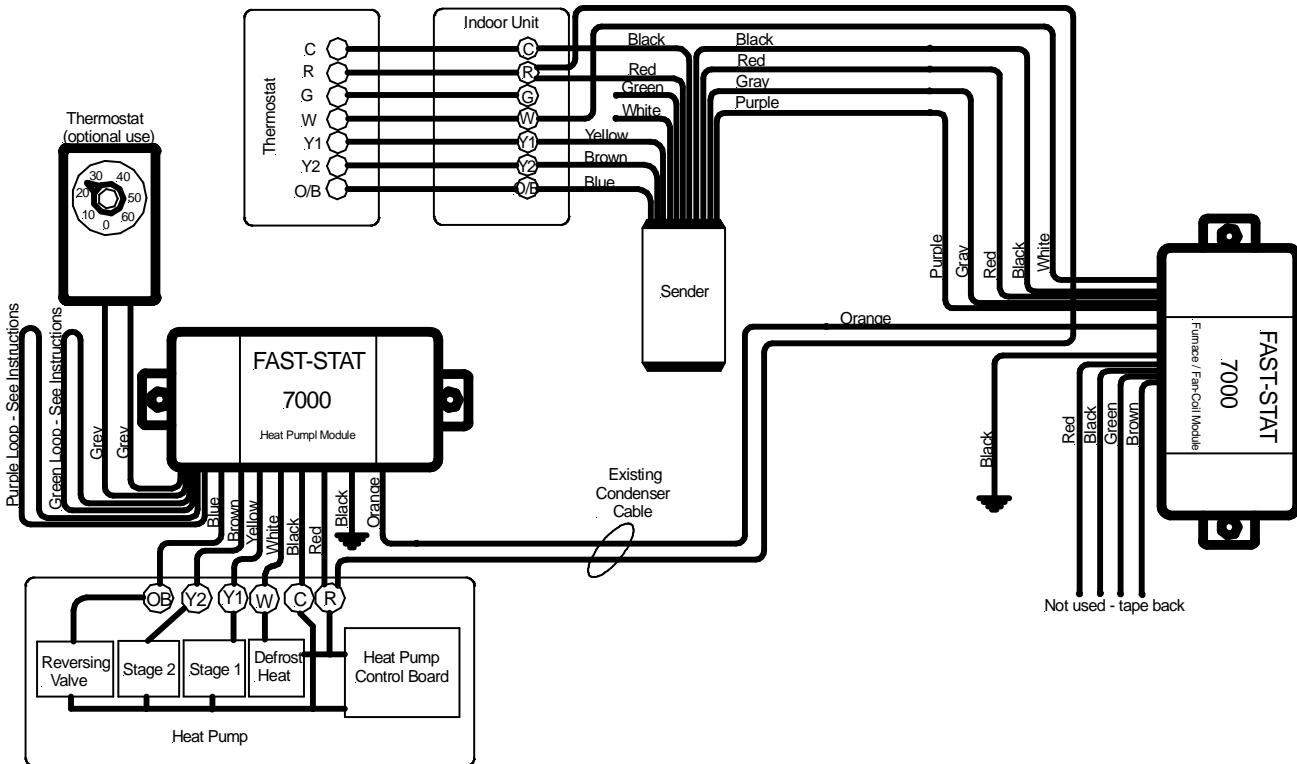 Indoor Unit
Thermostat
C
R
G
W
Y1
Y2
O/B
C
R
G
W
Y1
Y2
O/B
Black
Red
Green
White
Yellow
Brown
Blue
Black
Red
Gray
Purple
Sender
Thermostat
(optional use)
0
10
20
30
40
50
60
Purple Loop - See Instructions
Green Loop - See Instructions
Grey
Grey
FAST-STAT
7000
Heat Pumpl Module
Blue
Brown
Yellow
White
Black
Red
Black
Orange
Existing
Condenser
Cable
Orange
Purple
Gray
Red
Black
White
FAST-STAT
7000
Furnace / Fan-Coil Module
Black
Red
Black
Green
Brown
Not used - tape back
OB
Y2
Y1
W
C
R
Reversing
Valve
Stage 2
Stage 1
Defrost
Heat
Heat Pump
Control Board
Heat Pump